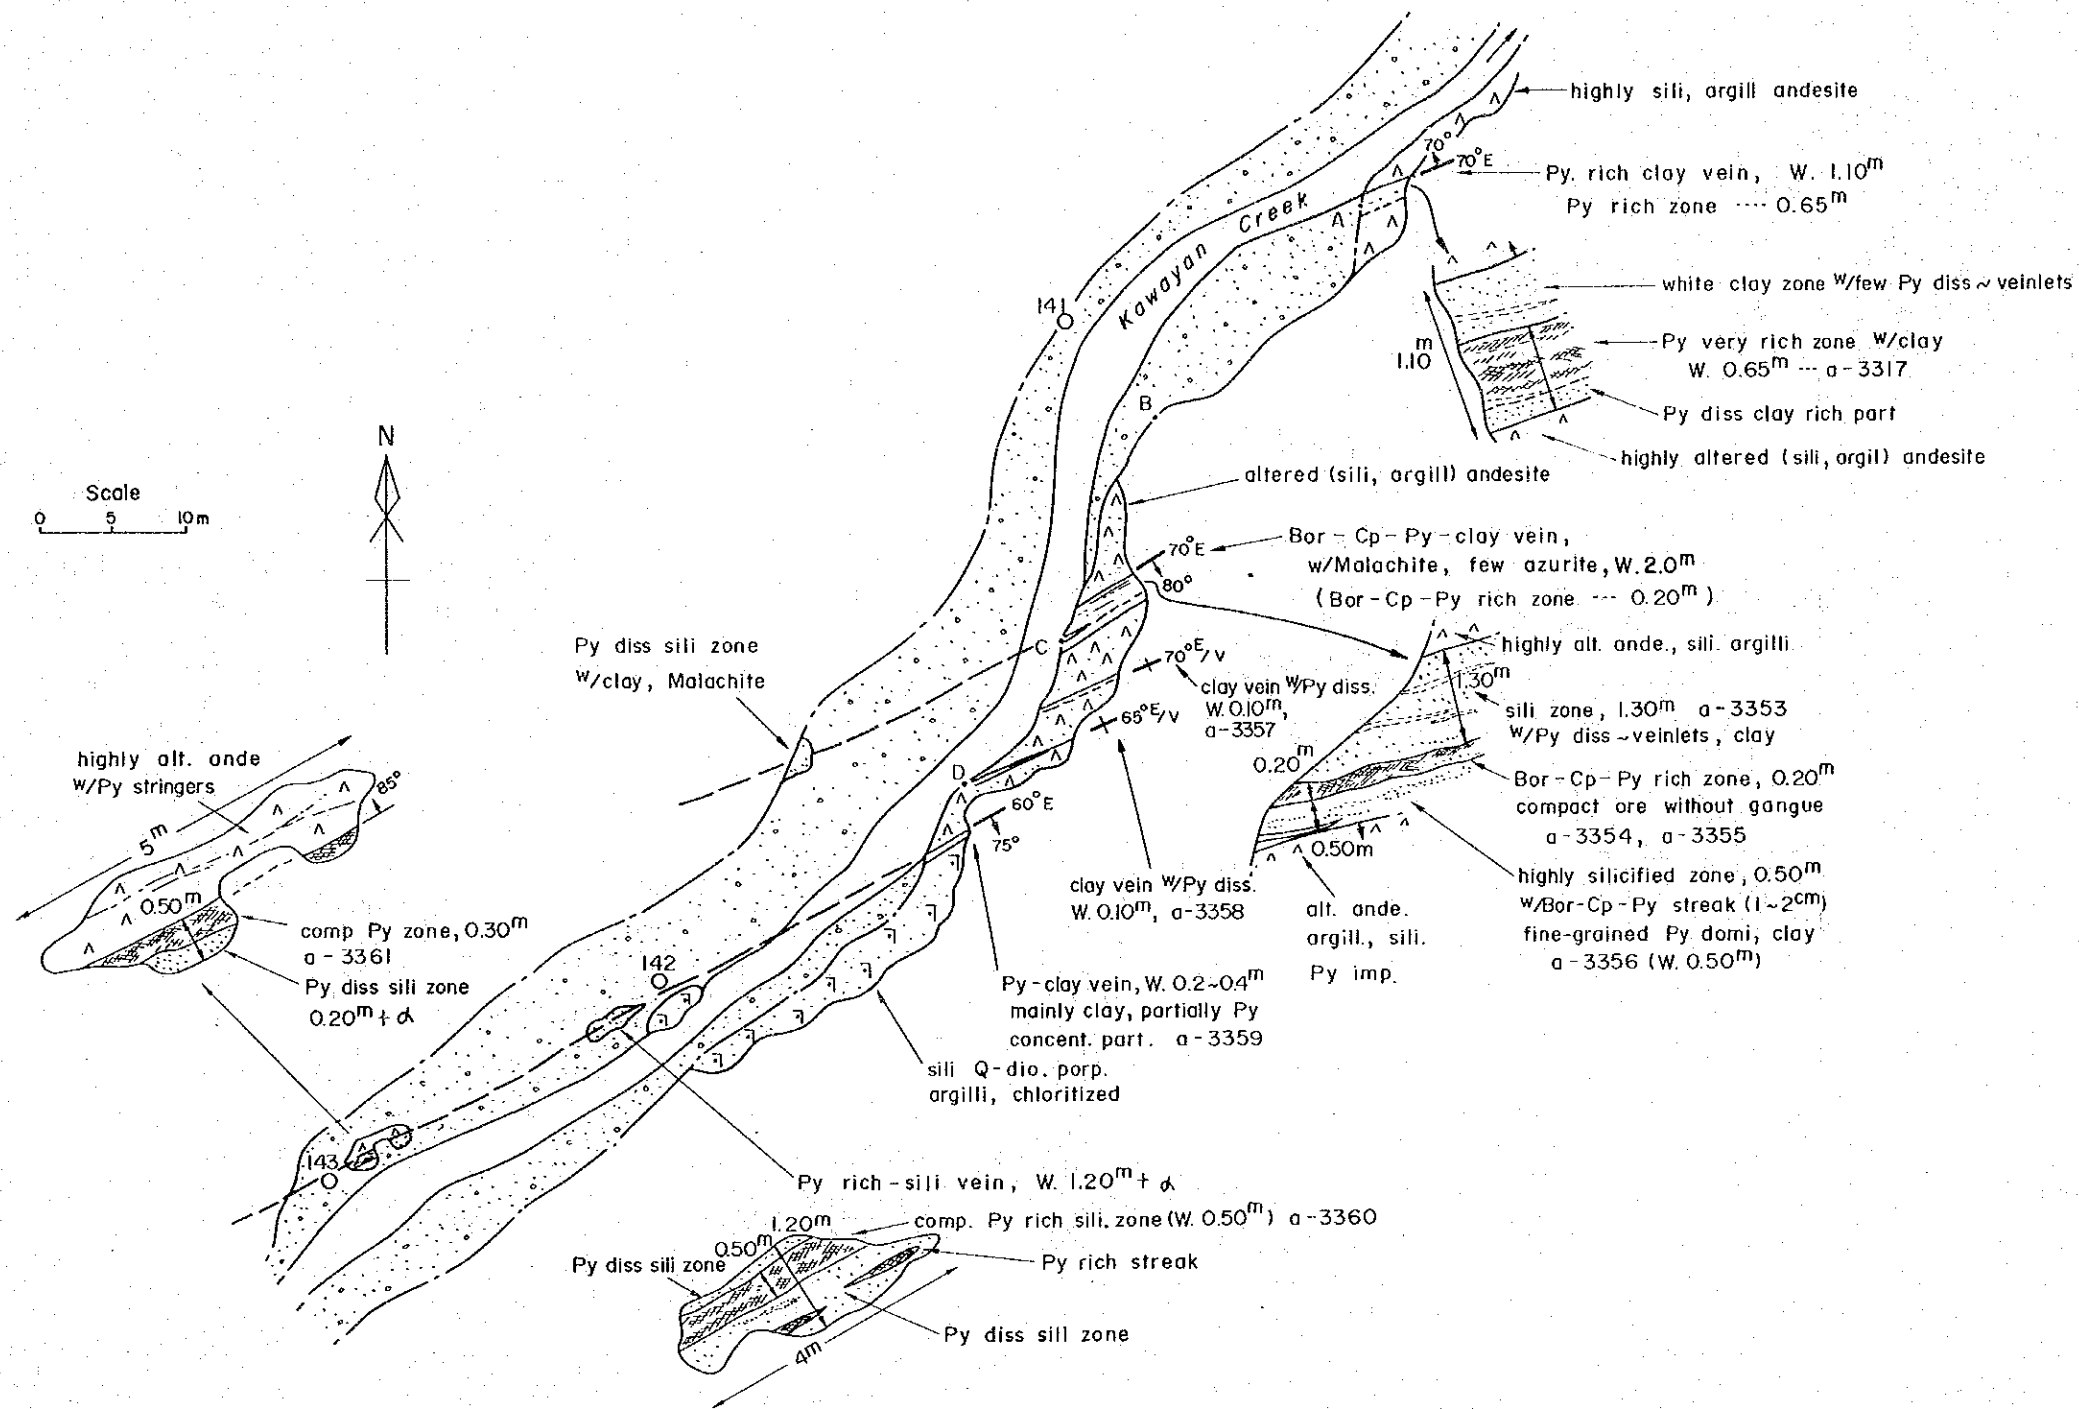 highly sili, argill andesite
70°
70°E
Py. rich clay vein, W. 1.10m
Py rich zone ···· 0.65m
Kawayan Creek
A
141
white clay zone w/few Py diss ~ veinlets
m
1.10
Py very rich zone w/clay
W. 0.65m --- a-3317
Py diss clay rich part
highly altered (sili, argil) andesite
B
N
Scale
0 5 10m
altered (sili, argill) andesite
70°E
80°
Bor-Cp-Py-clay vein,
w/Malachite, few azurite, W. 2.0m
(Bor-Cp-Py rich zone --- 0.20m)
C
Py diss sili zone
w/clay, Malachite
70°E/V
clay vein w/Py diss.
W. 0.10m,
a-3357
65°E/V
highly alt. ande., sili. argilli
1.30m
sili zone, 1.30m a-3353
w/Py diss ~ veinlets, clay
0.20m
Bor-Cp-Py rich zone, 0.20m
compact ore without gangue
a-3354, a-3355
0.50m
highly silicified zone, 0.50m
w/Bor-Cp-Py streak (1~2cm)
fine-grained Py domi, clay
a-3356 (W. 0.50m)
alt. ande.
argill., sili.
Py imp.
clay vein w/Py diss.
W. 0.10m, a-3358
D
60°E
75°
highly alt. ande
w/Py stringers
85°
5m
0.50m
comp Py zone, 0.30m
a-3361
Py diss sili zone
0.20m + α
142
Py-clay vein, W. 0.2~0.4m
mainly clay, partially Py
concent. part. a-3359
sili Q-dio. porp.
argilli, chloritized
143
Py rich-sili vein, W. 1.20m + α
1.20m
comp. Py rich sili. zone (W. 0.50m) a-3360
0.50m
Py diss sili zone
Py rich streak
Py diss sili zone
4m